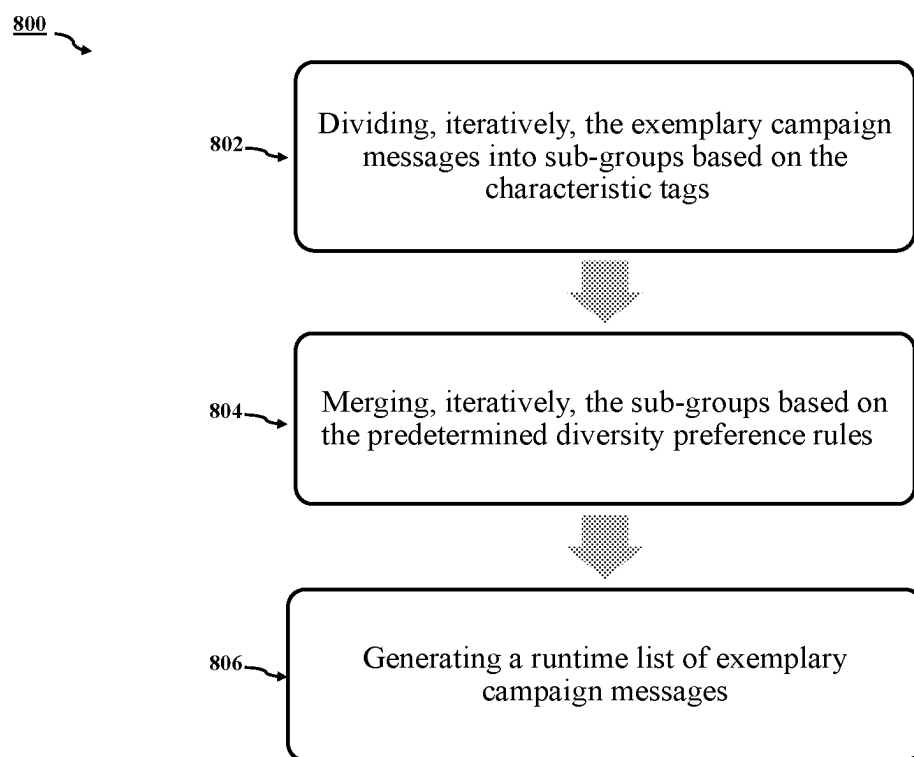 800
802
Dividing, iteratively, the exemplary campaign
messages into sub-groups based on the
characteristic tags
804
Merging, iteratively, the sub-groups based on
the predetermined diversity preference rules
806
Generating a runtime list of exemplary
campaign messages